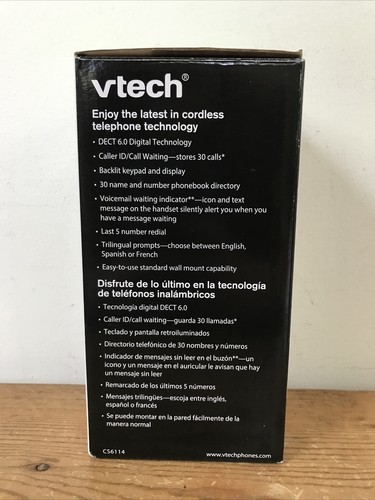 vtech®
Enjoy the latest in cordless
telephone technology
• DECT 6.0 Digital Technology
• Caller ID/Call Waiting—stores 30 calls*
• Backlit keypad and display
• 30 name and number phonebook directory
• Voicemail waiting indicator**—icon and text
message on the handset silently alert you when you
have a message waiting
• Last 5 number redial
• Trilingual prompts—choose between English,
Spanish or French
• Easy-to-use standard wall mount capability
Disfrute de lo último en la tecnología
de teléfonos inalámbricos
• Tecnología digital DECT 6.0
• Caller ID/call waiting—guarda 30 llamadas*
• Teclado y pantalla retroiluminados
• Directorio telefónico de 30 nombres y números
• Indicador de mensajes sin leer en el buzón**—un
icono y un mensaje en el auricular le avisan que hay
un mensaje sin leer
• Remarcado de los últimos 5 números
• Mensajes trilingües—escoja entre inglés,
español o francés
• Se puede montar en la pared fácilmente de la
manera normal
CS6114
www.vtechphones.com